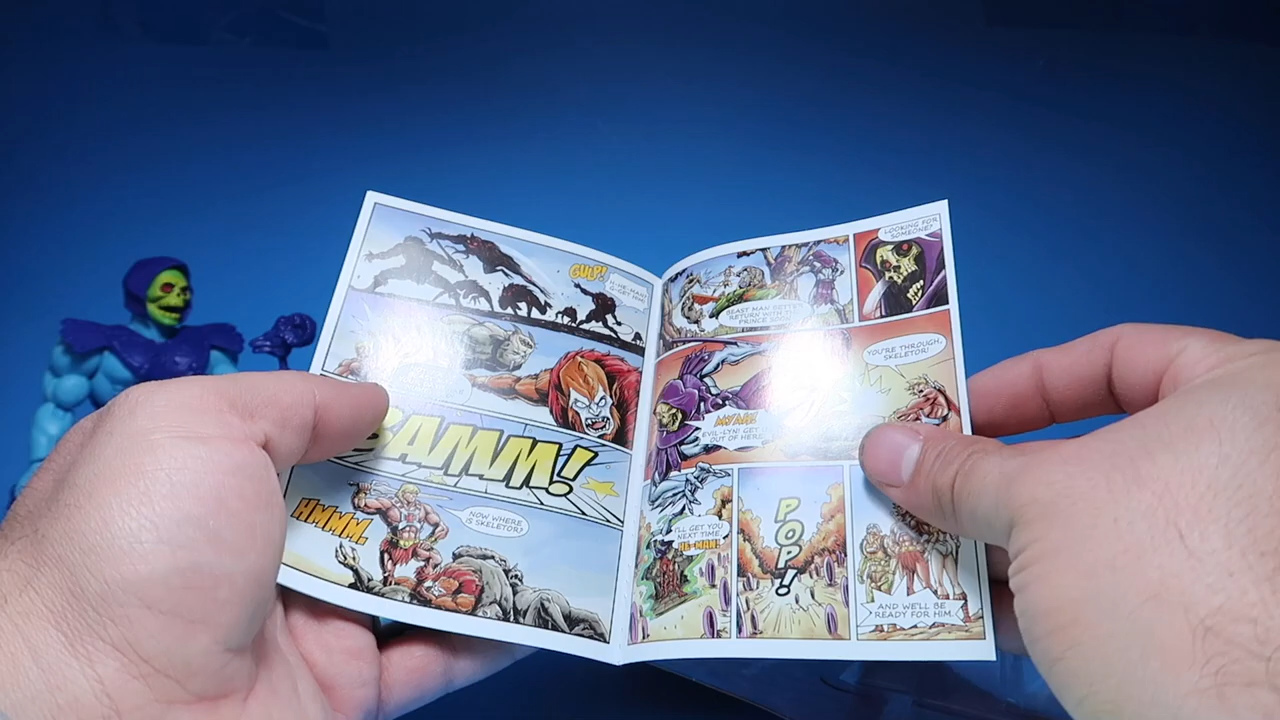 GULP!
H-HE-MAN!
G-GET HIM!
BAMM!
HMMM.
NOW WHERE
IS SKELETOR?
BEAST MAN BETTER
RETURN WITH THE
PRINCE SOON!
LOOKING FOR
SOMEONE?
YOU'RE THROUGH,
SKELETOR!
EVIL-LYN! GET
OUT OF HERE
I'LL GET YOU
NEXT TIME,
HE-MAN!
POP!
AND WE'LL BE
READY FOR HIM.